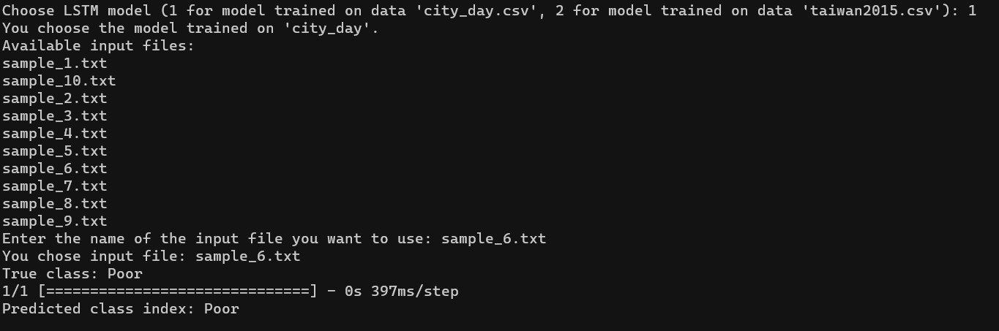 Choose LSTM model (1 for model trained on data 'city_day.csv', 2 for model trained on data 'taiwan2015.csv'): 1
You choose the model trained on 'city_day'.
Available input files:
sample_1.txt
sample_10.txt
sample_2.txt
sample_3.txt
sample_4.txt
sample_5.txt
sample_6.txt
sample_7.txt
sample_8.txt
sample_9.txt
Enter the name of the input file you want to use: sample_6.txt
You chose input file: sample_6.txt
True class: Poor
1/1 [==============================] - 0s 397ms/step
Predicted class index: Poor